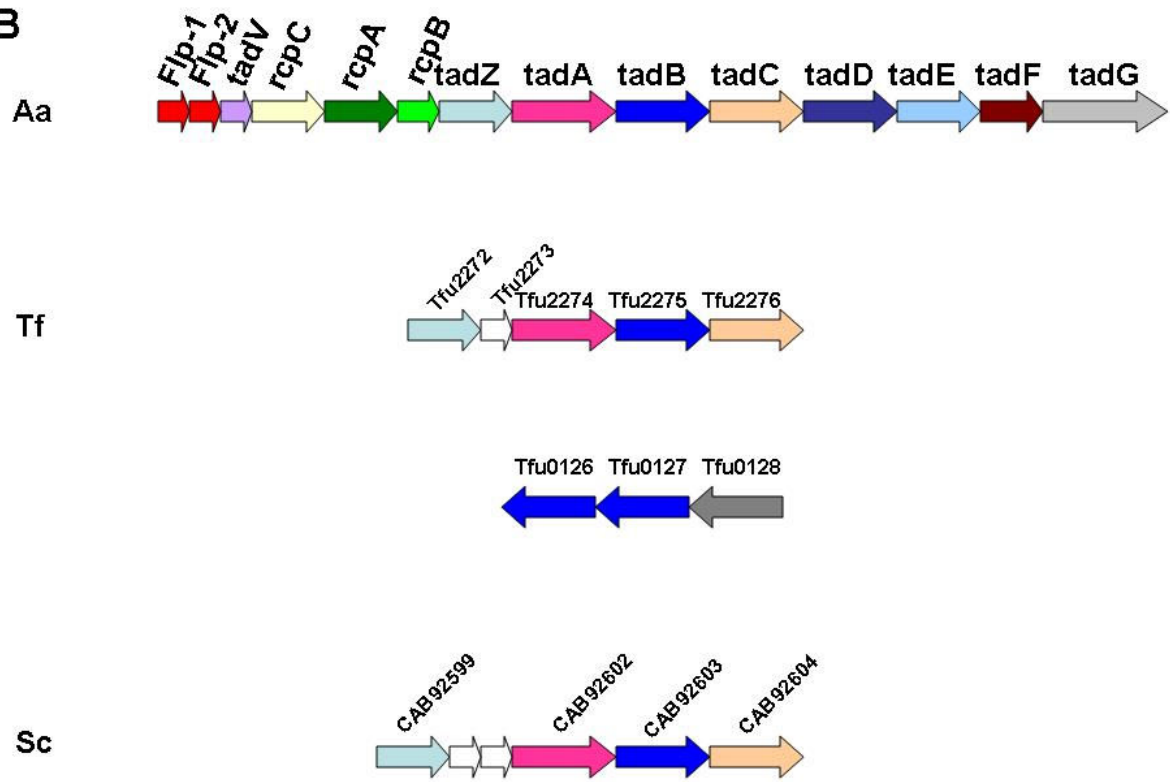 B
Flp-1 Flp-2 tadV rcpC rcpA rcpB tadZ tadA tadB tadC tadD tadE tadF tadG
Aa
Tfu2272 Tfu2273 Tfu2274 Tfu2275 Tfu2276
Tf
Tfu0126 Tfu0127 Tfu0128
CAB92599 CAB92602 CAB92603 CAB92604
Sc